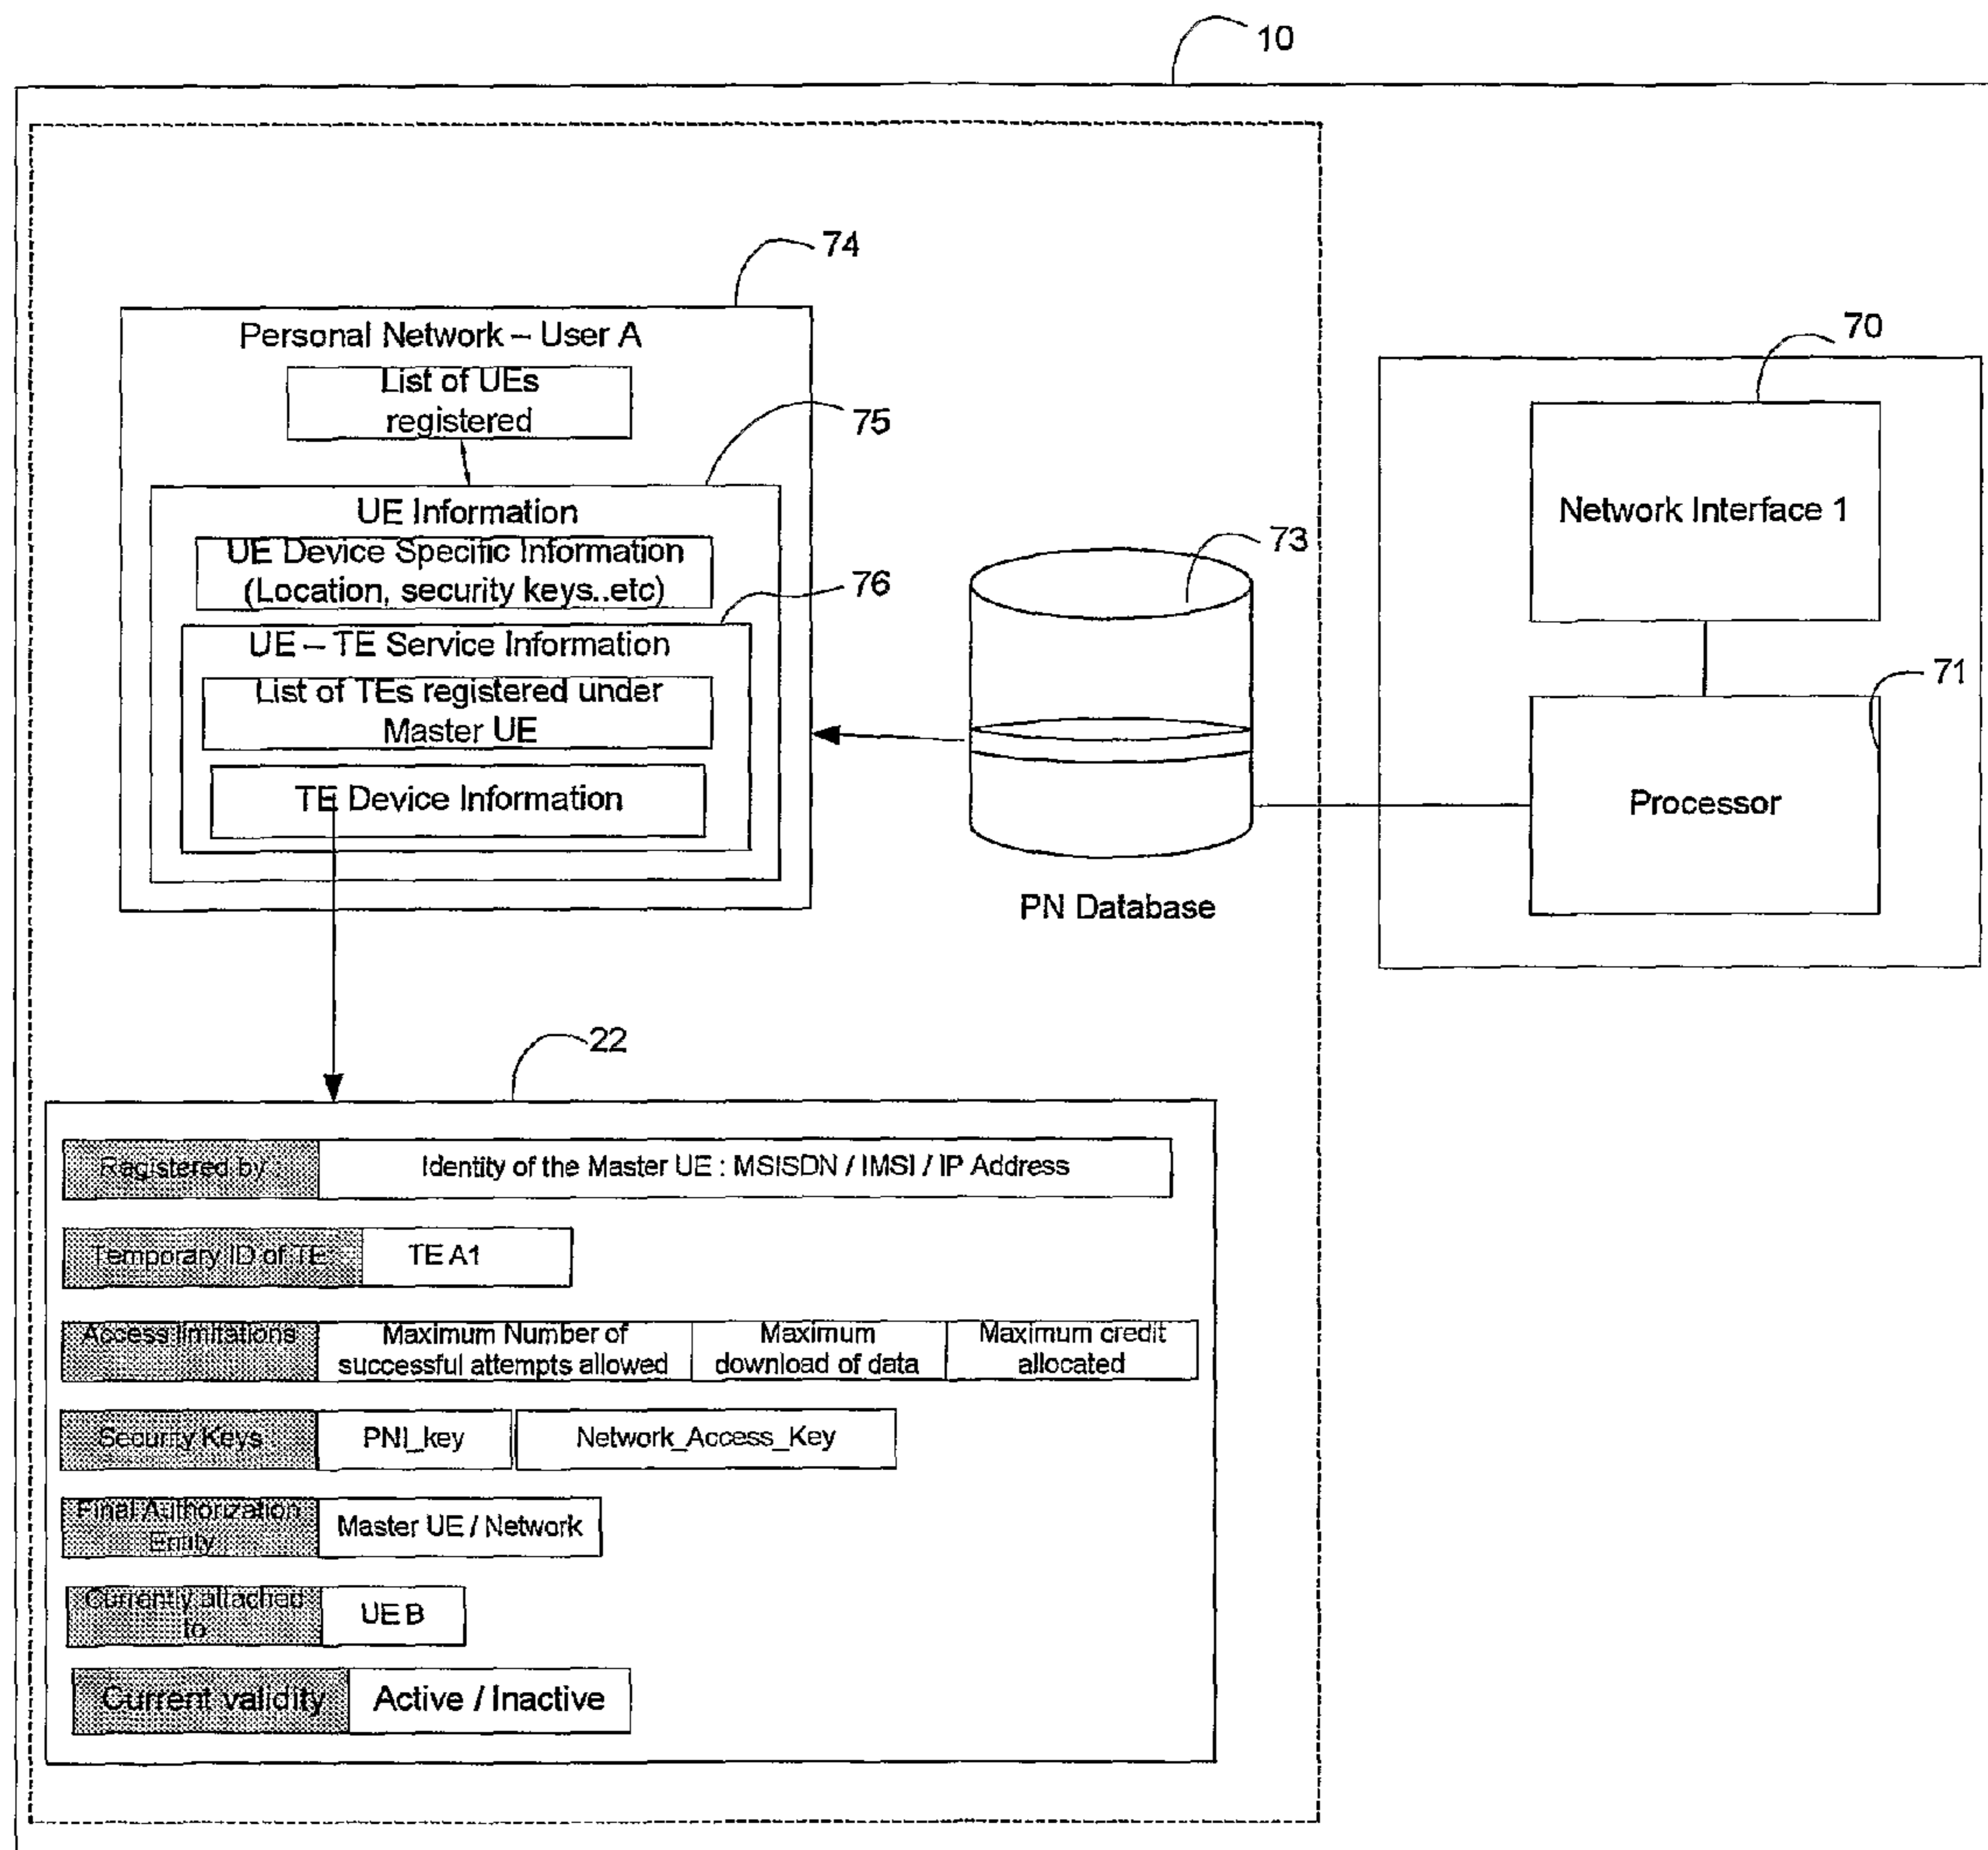 10
74
Personal Network – User A
List of UEs
registered
75
UE Information
UE Device Specific Information
(Location, security keys..etc)
76
UE – TE Service Information
List of TEs registered under
Master UE
TE Device Information
73
PN Database
70
Network Interface 1
71
Processor
22
Registered by :
Identity of the Master UE : MSISDN / IMSI / IP Address
Temporary ID of TE:
TE A1
Access limitations
Maximum Number of
successful attempts allowed
Maximum
download of data
Maximum credit
allocated
Security Keys :
PNI_key
Network_Access_Key
Final Authorization
Entity :
Master UE / Network
Currently attached
to
UE B
Current validity
Active / Inactive